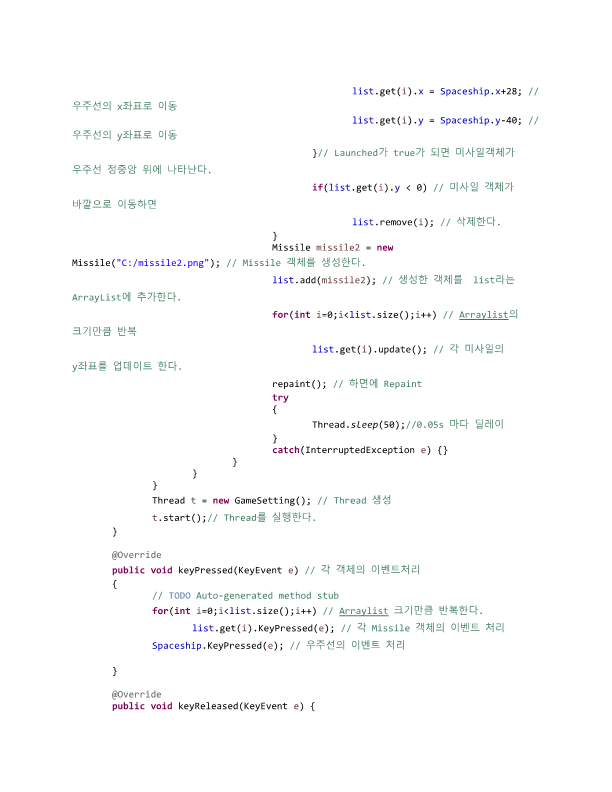 list.get(i).x = Spaceship.x+28; //
우주선의 x좌표로 이동
list.get(i).y = Spaceship.y-40; //
우주선의 y좌표로 이동
}// Launched가 true가 되면 미사일객체가
우주선 정중앙 위에 나타난다.
if(list.get(i).y < 0) // 미사일 객체가
바깥으로 이동하면
list.remove(i); // 삭제한다.
}
Missile missile2 = new
Missile("C:/missile2.png"); // Missile 객체를 생성한다.
list.add(missile2); // 생성한 객체를 list라는
ArrayList에 추가한다.
for(int i=0;i<list.size();i++) // Arraylist의
크기만큼 반복
list.get(i).update(); // 각 미사일의
y좌표를 업데이트 한다.
repaint(); // 하면에 Repaint
try
{
Thread.sleep(50);//0.05s 마다 딜레이
}
catch(InterruptedException e) {}
}
}
}
Thread t = new GameSetting(); // Thread 생성
t.start();// Thread를 실행한다.
}
@Override
public void keyPressed(KeyEvent e) // 각 객체의 이벤트처리
{
// TODO Auto-generated method stub
for(int i=0;i<list.size();i++) // Arraylist 크기만큼 반복한다.
list.get(i).KeyPressed(e); // 각 Missile 객체의 이벤트 처리
Spaceship.KeyPressed(e); // 우주선의 이벤트 처리
}
@Override
public void keyReleased(KeyEvent e) {